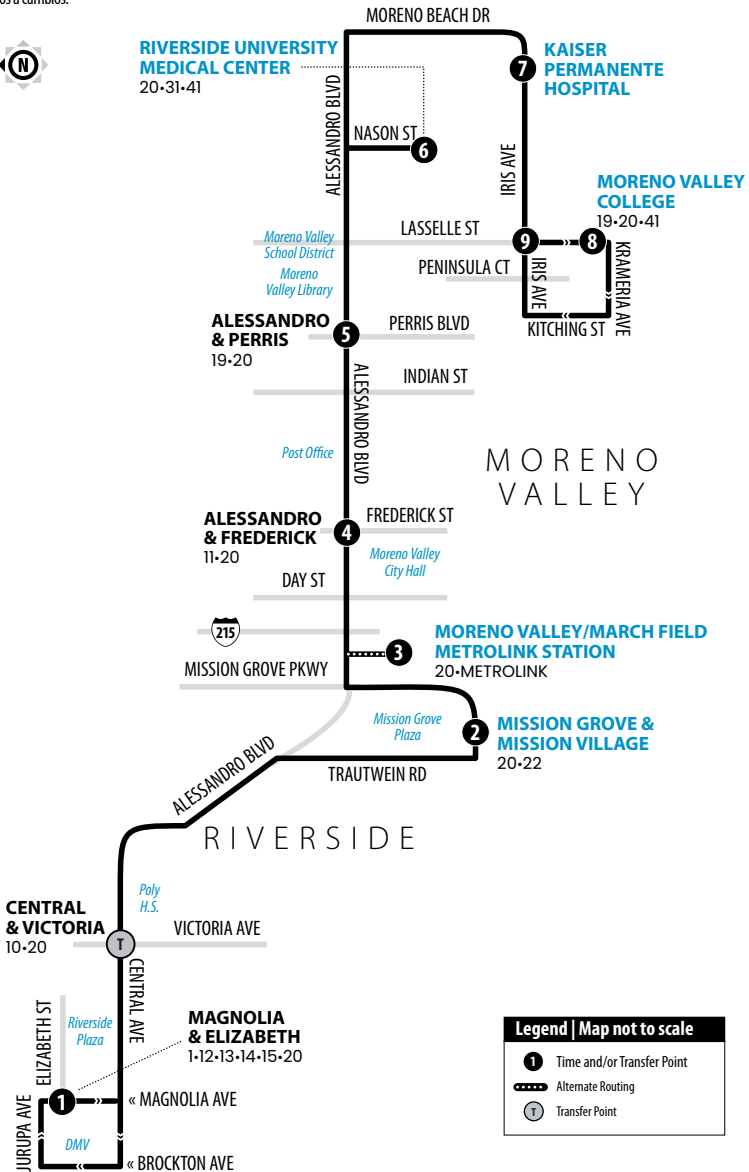 os a cambios.
N
MORENO BEACH DR
RIVERSIDE UNIVERSITY
MEDICAL CENTER
20•31•41
7
KAISER
PERMANENTE
HOSPITAL
ALESSANDRO BLVD
NASON ST
6
IRIS AVE
MORENO VALLEY
COLLEGE
19•20•41
LASSELLE ST
Moreno Valley
School District
Moreno
Valley Library
9
8
PENINSULA CT
IRIS AVE
KRAMERIA AVE
KITCHING ST
ALESSANDRO
& PERRIS
19•20
5
PERRIS BLVD
INDIAN ST
ALESSANDRO BLVD
Post Office
MORENO
VALLEY
ALESSANDRO
& FREDERICK
11•20
4
FREDERICK ST
Moreno Valley
City Hall
DAY ST
215
3
MORENO VALLEY/MARCH FIELD
METROLINK STATION
20•METROLINK
MISSION GROVE PKWY
Mission Grove
Plaza
2
MISSION GROVE &
MISSION VILLAGE
20•22
ALESSANDRO BLVD
TRAUTWEIN RD
RIVERSIDE
Poly
H.S.
CENTRAL
& VICTORIA
10•20
T
VICTORIA AVE
CENTRAL AVE
ELIZABETH ST
Riverside
Plaza
MAGNOLIA
& ELIZABETH
1•12•13•14•15•20
1
« MAGNOLIA AVE
JURUPA AVE
DMV
« BROCKTON AVE
Legend | Map not to scale
1 Time and/or Transfer Point
Alternate Routing
T Transfer Point